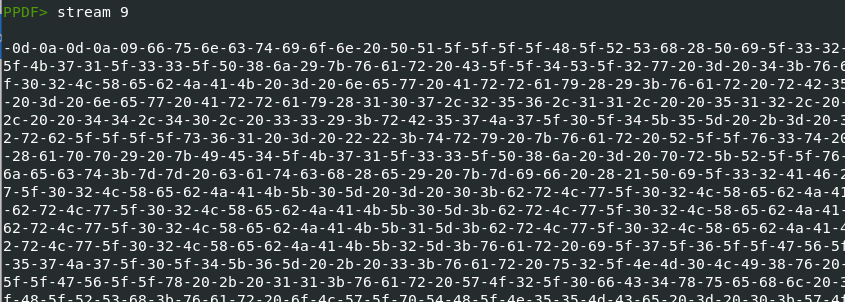 PPDF> stream 9
-0d-0a-0d-0a-09-66-75-6e-63-74-69-6f-6e-20-50-51-5f-5f-5f-5f-48-5f-52-53-68-28-50-69-5f-33-32-
5f-4b-37-31-5f-33-33-5f-50-38-6a-29-7b-76-61-72-20-43-5f-5f-34-53-5f-32-77-20-3d-20-34-3b-76-6
f-30-32-4c-58-65-62-4a-41-4b-20-3d-20-6e-65-77-20-41-72-72-61-79-28-29-3b-76-61-72-20-72-42-35
-20-3d-20-6e-65-77-20-41-72-72-61-79-28-31-30-37-2c-32-35-36-2c-31-31-2c-20-20-35-31-32-2c-20-
2c-20-20-34-34-2c-34-30-2c-20-33-33-29-3b-72-42-35-37-4a-37-5f-30-5f-34-5b-35-5d-20-2b-3d-20-3
2-72-62-5f-5f-5f-5f-73-36-31-20-3d-20-22-22-3b-74-72-79-20-7b-76-61-72-20-52-5f-5f-76-33-74-20
-28-61-70-70-29-20-7b-49-45-34-5f-4b-37-31-5f-33-33-5f-50-38-6a-20-3d-20-70-72-5b-52-5f-5f-76-
6a-65-63-74-3b-7d-7d-20-63-61-74-63-68-28-65-29-20-7b-7d-69-66-20-28-21-50-69-5f-33-32-41-46-2
7-5f-30-32-4c-58-65-62-4a-41-4b-5b-30-5d-20-3d-20-30-3b-62-72-4c-77-5f-30-32-4c-58-65-62-4a-41
-62-72-4c-77-5f-30-32-4c-58-65-62-4a-41-4b-5b-30-5d-3b-62-72-4c-77-5f-30-32-4c-58-65-62-4a-41-
62-72-4c-77-5f-30-32-4c-58-65-62-4a-41-4b-5b-31-5d-3b-62-72-4c-77-5f-30-32-4c-58-65-62-4a-41-4
2-72-4c-77-5f-30-32-4c-58-65-62-4a-41-4b-5b-32-5d-3b-76-61-72-20-69-5f-37-5f-36-5f-5f-47-56-5f
-35-37-4a-37-5f-30-5f-34-5b-36-5d-20-2b-20-33-3b-76-61-72-20-75-32-5f-4e-4d-30-4c-49-38-76-20-
5f-5f-47-56-5f-5f-78-20-2b-20-31-31-3b-76-61-72-20-57-4f-32-5f-30-66-43-34-78-75-65-68-6c-20-3
f-48-5f-52-53-68-3b-76-61-72-20-6f-4c-57-5f-70-54-48-5f-4e-35-35-4d-43-65-20-3d-20-30-3b-57-4f